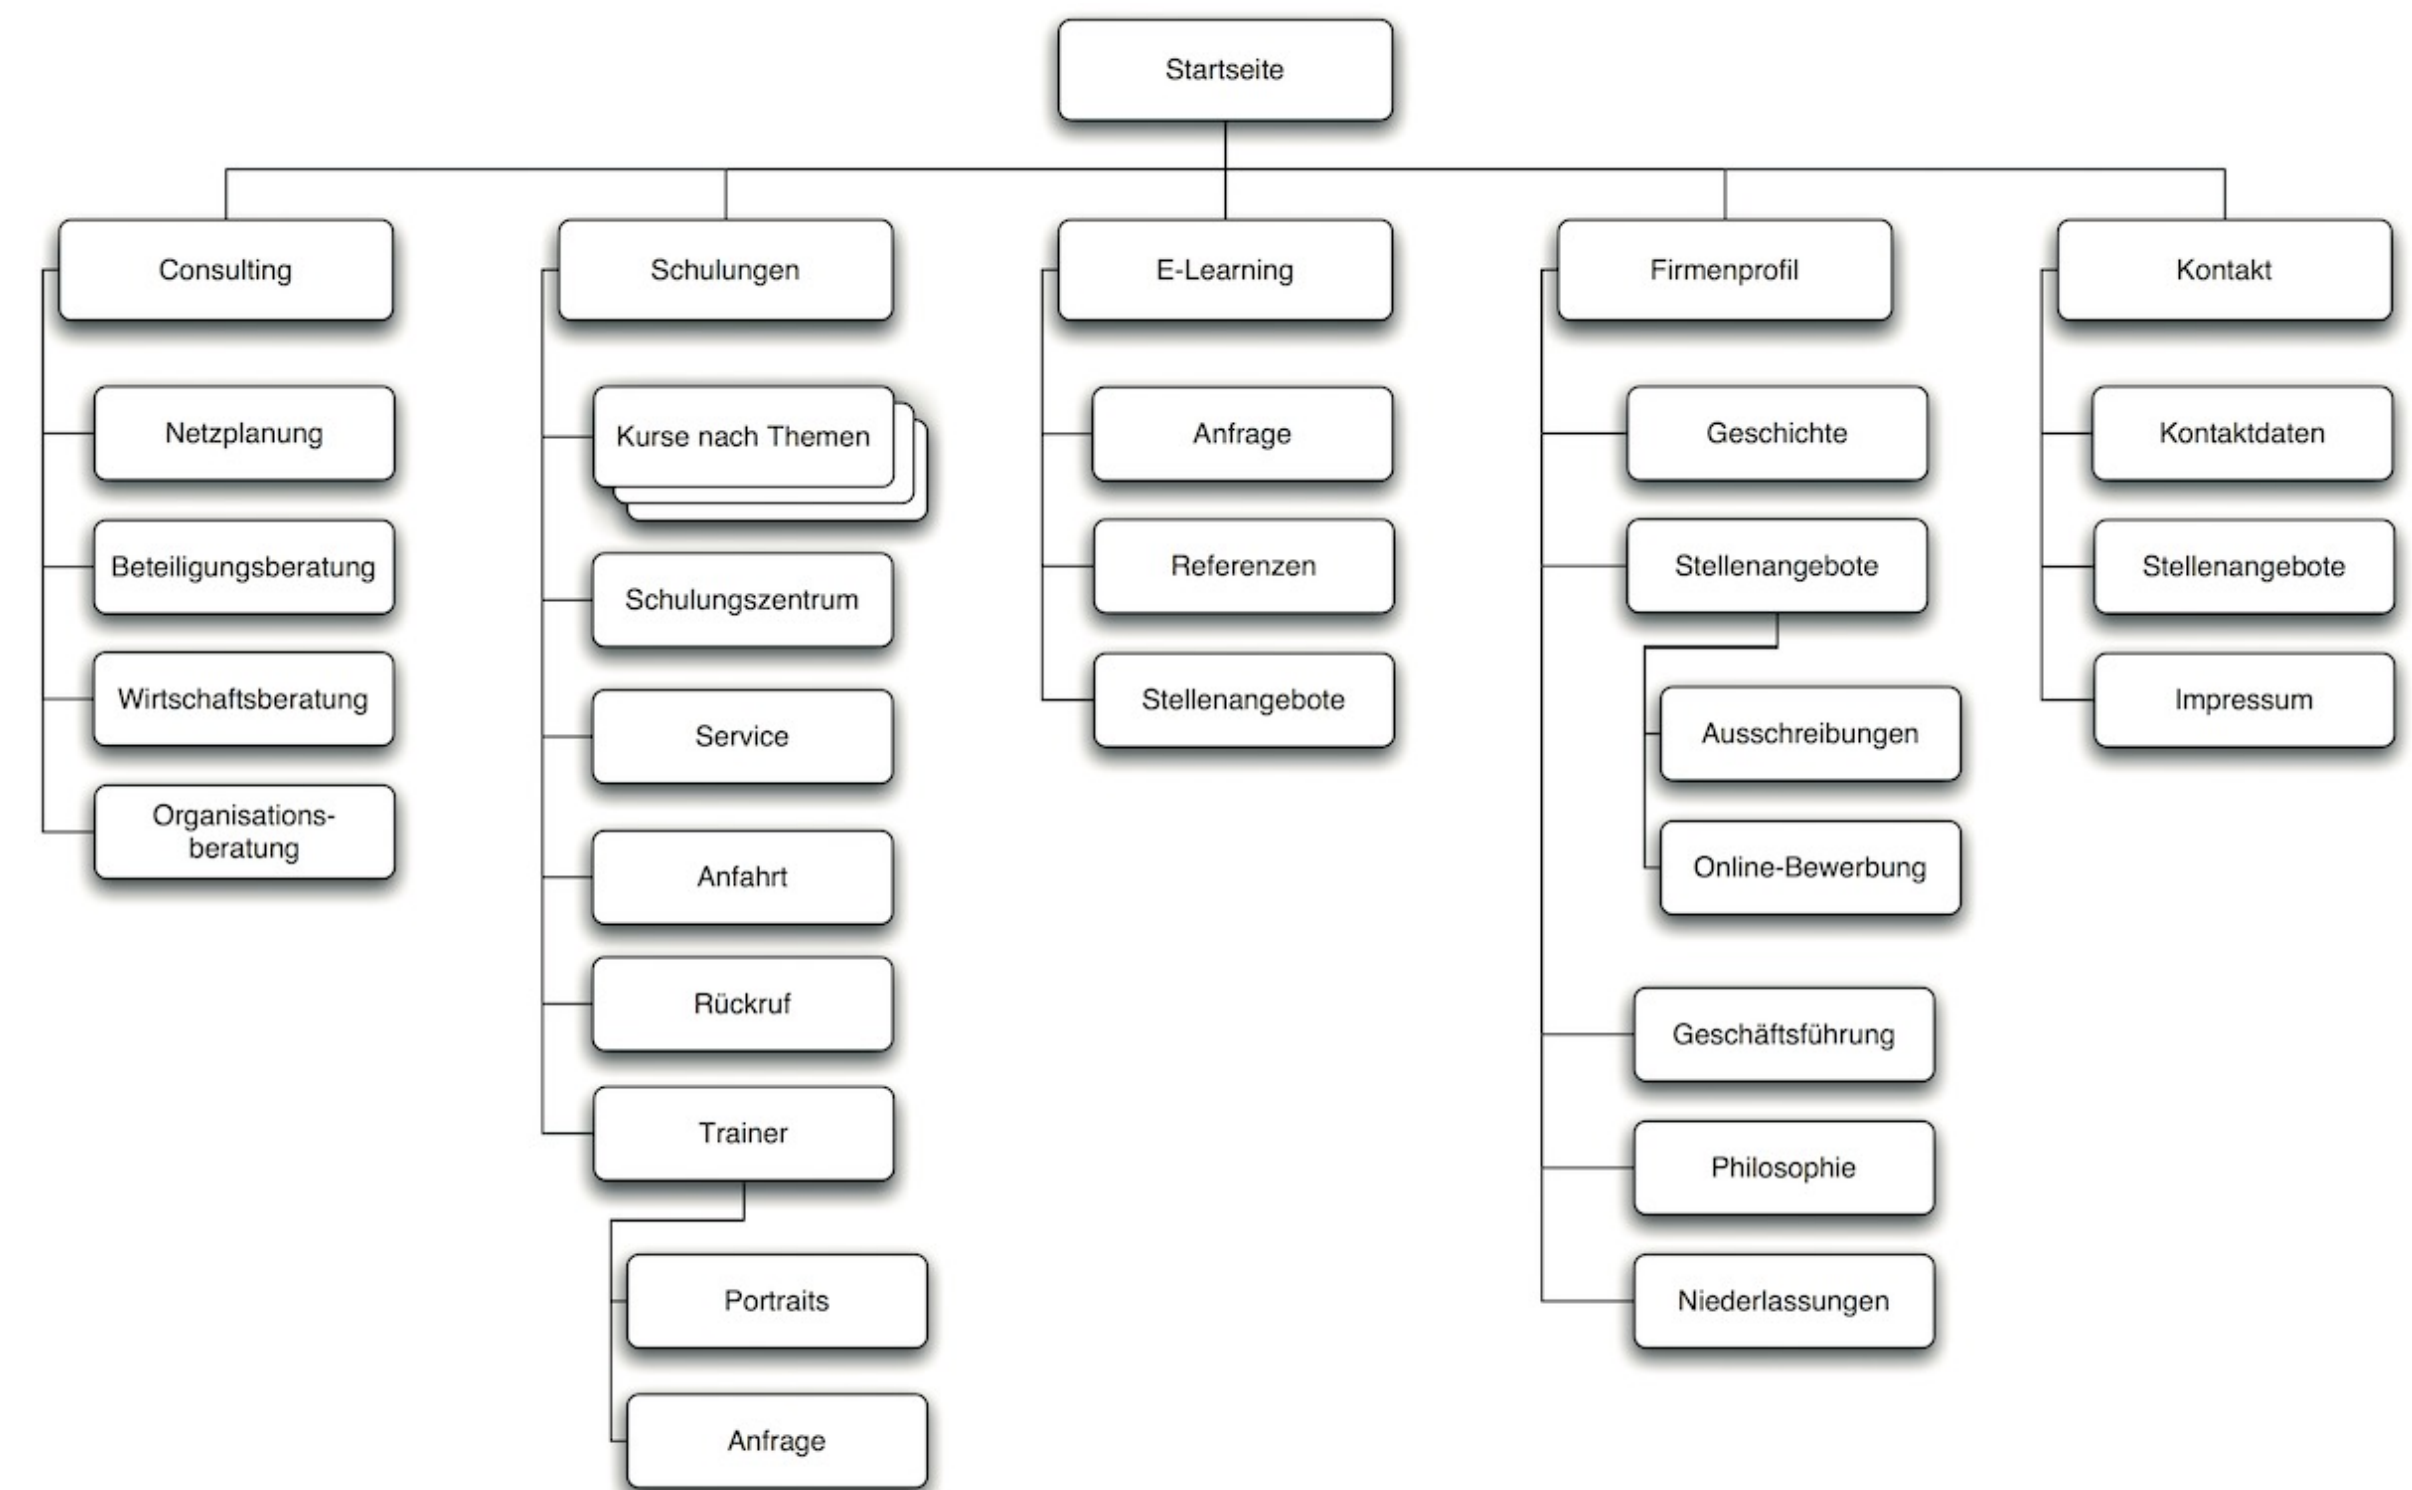 Startseite
Consulting
Netzplanung
Beteiligungsberatung
Wirtschaftsberatung
Organisations-
beratung
Schulungen
Kurse nach Themen
Schulungszentrum
Service
Anfahrt
Rückruf
Trainer
Portraits
Anfrage
E-Learning
Anfrage
Referenzen
Stellenangebote
Firmenprofil
Geschichte
Stellenangebote
Ausschreibungen
Online-Bewerbung
Geschäftsführung
Philosophie
Niederlassungen
Kontakt
Kontaktdaten
Stellenangebote
Impressum